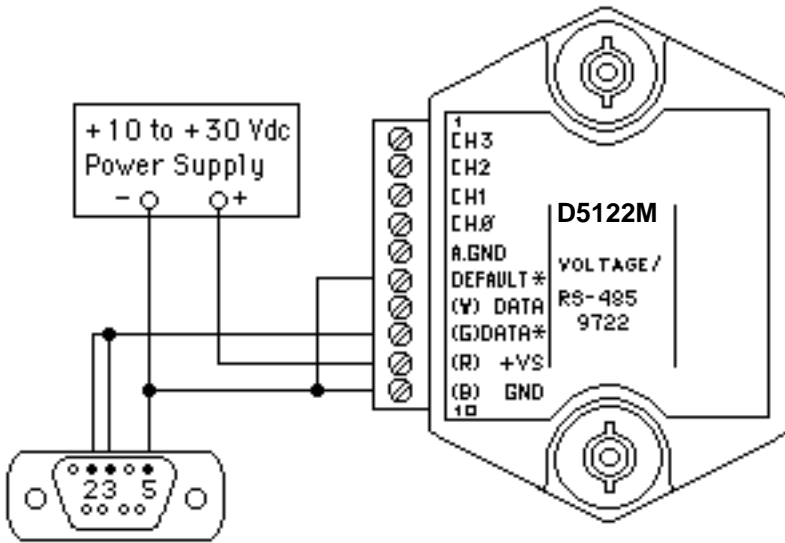 +10 to +30 Vdc
Power Supply
- +
1
CH3
CH2
CH1
CH.0
A.GND
DEFAULT*
(Y) DATA
(G)DATA*
(R) +VS
(B) GND
10
D5122M
VOLTAGE/
RS-485
9722
23 5